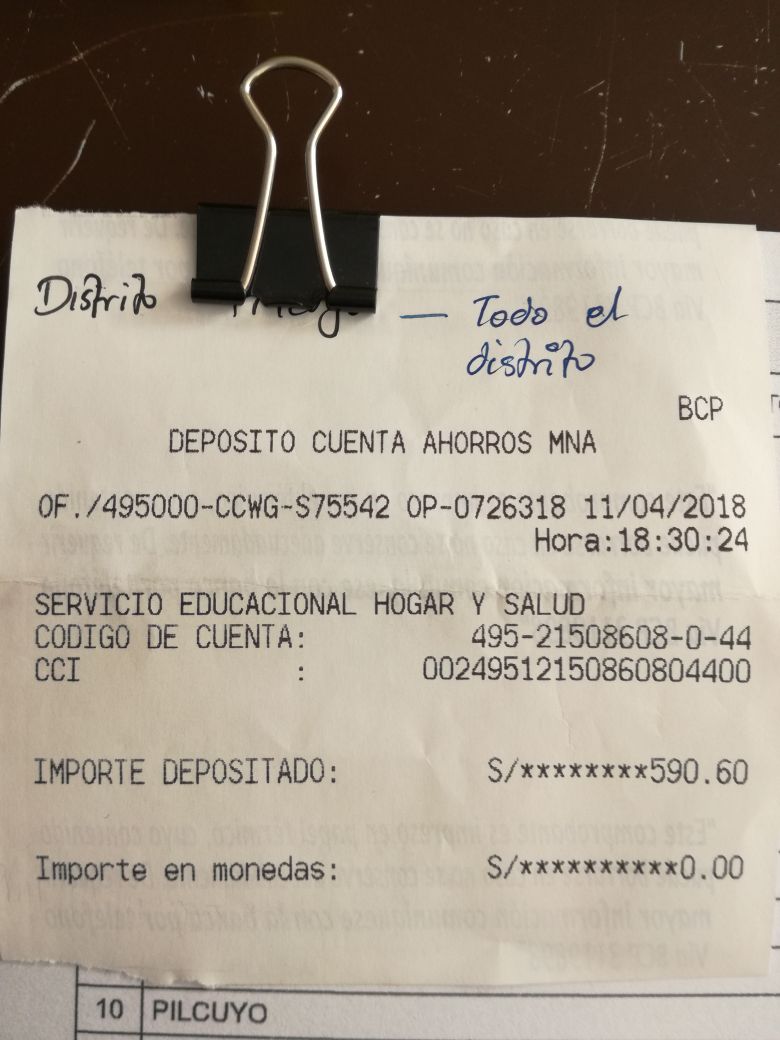 Distrito — Todo el
distrito
BCP
DEPOSITO CUENTA AHORROS MNA
OF./495000-CCWG-S75542 OP-0726318 11/04/2018
Hora:18:30:24
SERVICIO EDUCACIONAL HOGAR Y SALUD
CODIGO DE CUENTA: 495-21508608-0-44
CCI : 00249512150860804400
IMPORTE DEPOSITADO: S/********590.60
Importe en monedas: S/**********0.00
10 PILCUYO